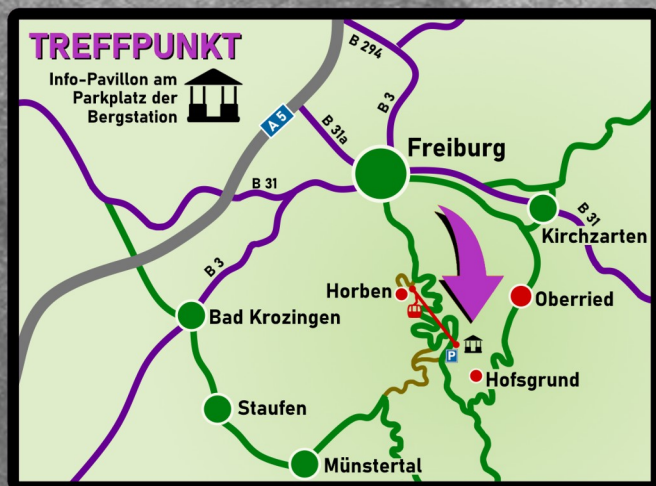 TREFFPUNKT
Info-Pavillon am
Parkplatz der
Bergstation
B 294
B 3
A 5
B 31a
Freiburg
B 31
B 31
Kirchzarten
B 3
Horben
Oberried
Bad Krozingen
P
Hofsgrund
Staufen
Münstertal